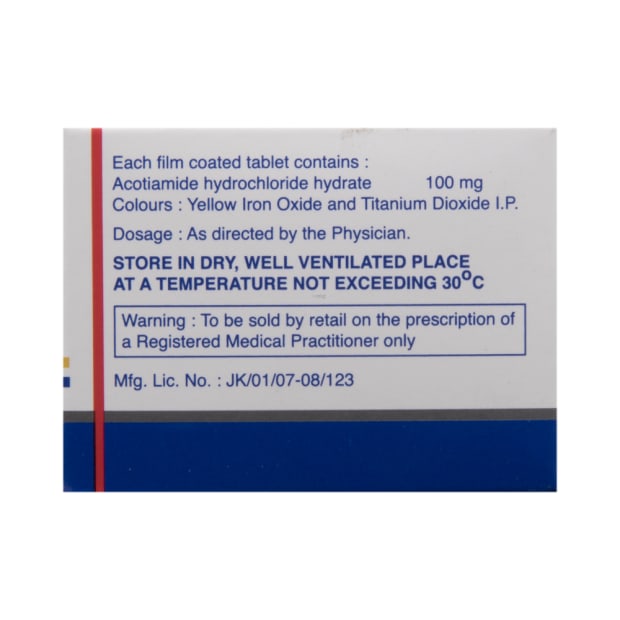 Each film coated tablet contains :
Acotiamide hydrochloride hydrate 100 mg
Colours : Yellow Iron Oxide and Titanium Dioxide I.P.
Dosage : As directed by the Physician.
STORE IN DRY, WELL VENTILATED PLACE
AT A TEMPERATURE NOT EXCEEDING 30°C
Warning : To be sold by retail on the prescription of
a Registered Medical Practitioner only
Mfg. Lic. No. : JK/01/07-08/123